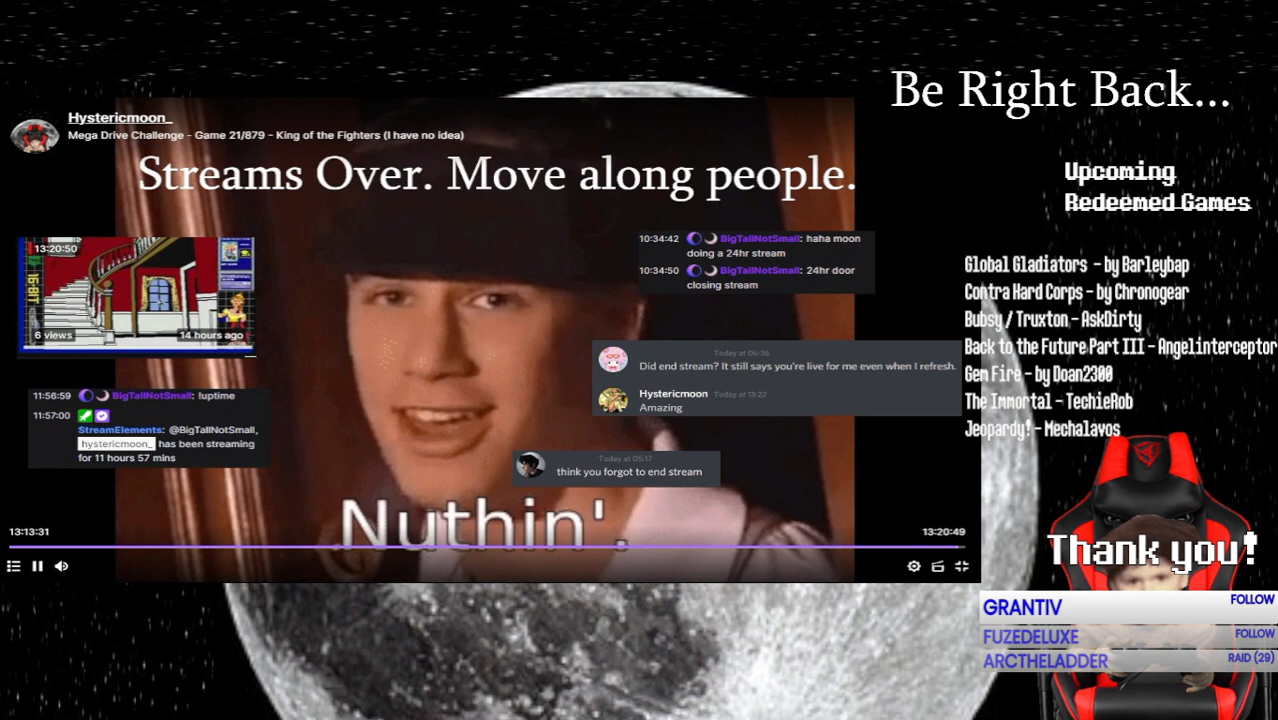 Be Right Back...
Hystericmoon_
Mega Drive Challenge - Game 21/879 - King of the Fighters (I have no idea)
Streams Over. Move along people.
Upcoming
Redeemed Games
Global Gladiators - by Barleybap
Contra Hard Corps - by Chronogear
Bubsy / Truxton - AskDirty
Back to the Future Part III - Angelinterceptor
Gem Fire - by Doan2300
The Immortal - TechieRob
Jeopardy! - Mechalavos
13:20:50
16-BIT
6 views
14 hours ago
10:34:42 BigTallNotSmall: haha moon
doing a 24hr stream
10:34:50 BigTallNotSmall: 24hr door
closing stream
Today at 06:36
Did end stream? It still says you're live for me even when I refresh.
Hystericmoon Today at 13:22
Amazing
11:56:59 BigTallNotSmall: !uptime
11:57:00
StreamElements: @BigTallNotSmall,
hystericmoon_ has been streaming
for 11 hours 57 mins
Today at 05:17
think you forgot to end stream
Nuthin'.
13:13:31
13:20:49
Thank you!
GRANTIV FOLLOW
FUZEDELUXE FOLLOW
ARCTHELADDER RAID (29)